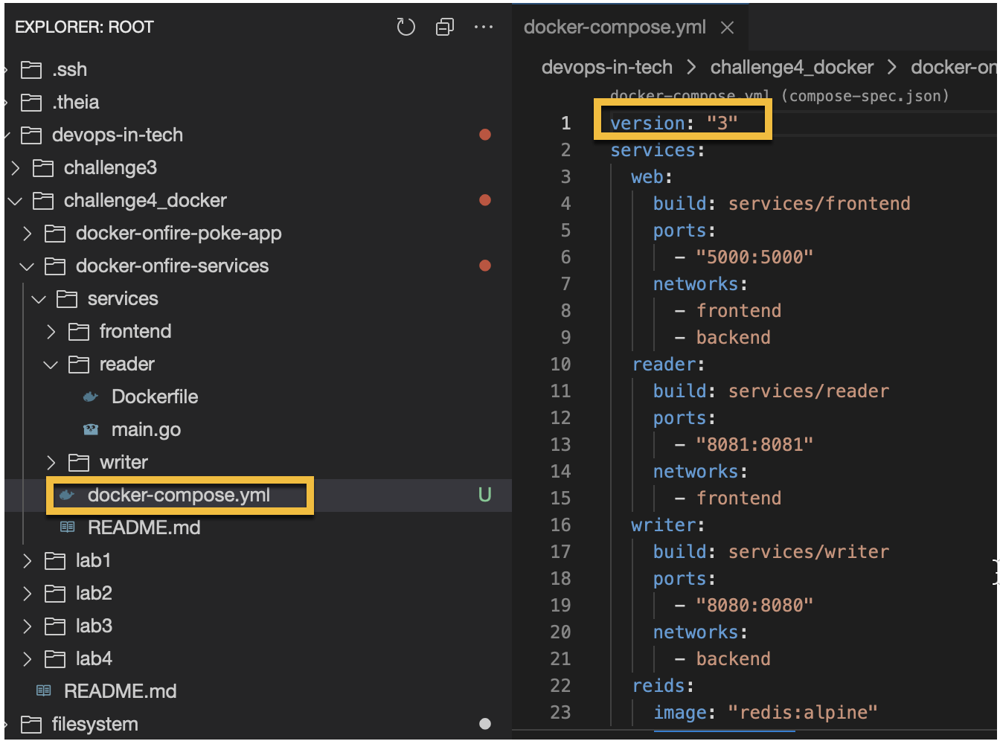 EXPLORER: ROOT
.ssh
.theia
devops-in-tech
challenge3
challenge4_docker
docker-onfire-poke-app
docker-onfire-services
services
frontend
reader
Dockerfile
main.go
writer
docker-compose.yml U
README.md
lab1
lab2
lab3
lab4
README.md
filesystem
docker-compose.yml
devops-in-tech > challenge4_docker > docker-on
docker-compose.yml (compose-spec.json)
1 version: "3"
2 services:
3 web:
4 build: services/frontend
5 ports:
6 - "5000:5000"
7 networks:
8 - frontend
9 - backend
10 reader:
11 build: services/reader
12 ports:
13 - "8081:8081"
14 networks:
15 - frontend
16 writer:
17 build: services/writer
18 ports:
19 - "8080:8080"
20 networks:
21 - backend
22 reids:
23 image: "redis:alpine"